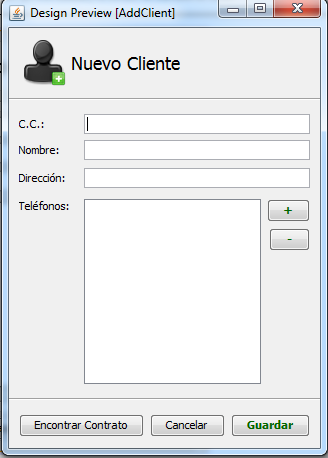 Design Preview [AddClient]
Nuevo Cliente
C.C.:
Nombre:
Dirección:
Teléfonos:
+
-
Encontrar Contrato Cancelar Guardar